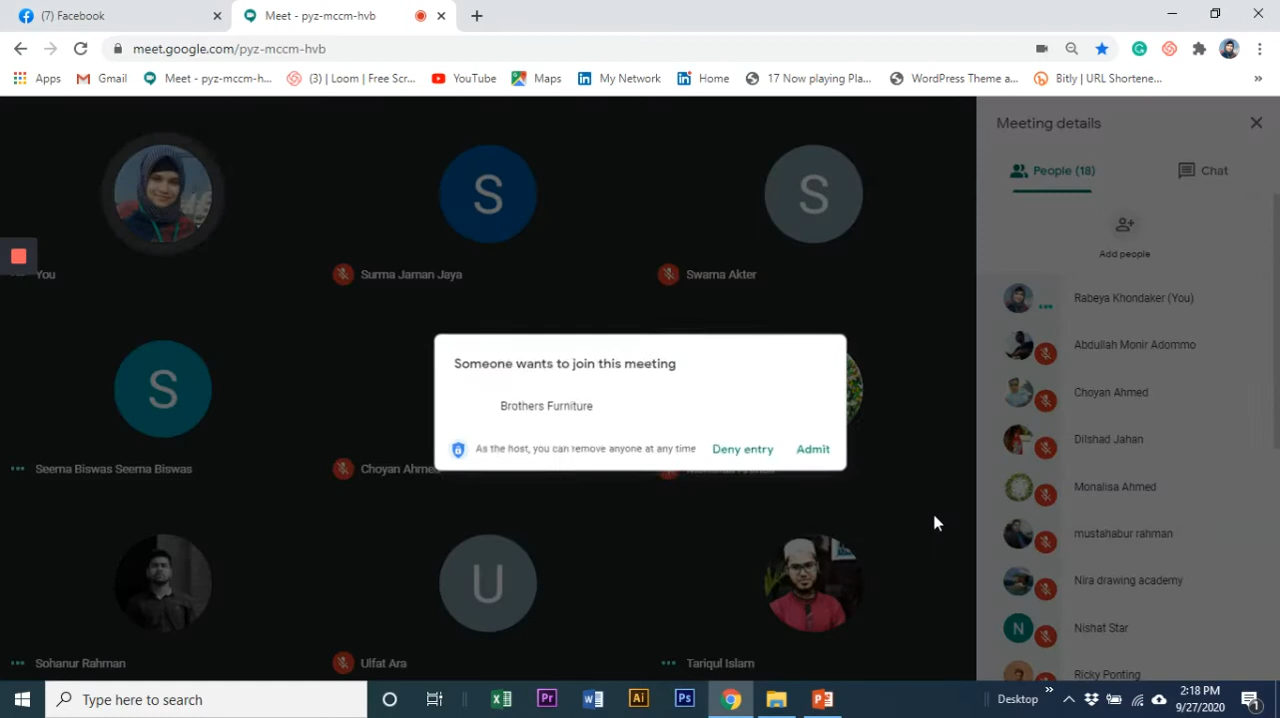 (7) Facebook
Meet - pyz-mccm-hvb
meet.google.com/pyz-mccm-hvb
Apps
Gmail
Meet - pyz-mccm-h...
(3) | Loom | Free Scr...
YouTube
Maps
My Network
Home
17 Now playing Pla...
WordPress Theme a...
Bitly | URL Shortene...
»
S
S
You
Surma Jaman Jaya
Swarna Akter
S
Seema Biswas Seema Biswas
Choyan Ahmed
U
Sohanur Rahman
Ulfat Ara
Tariqul Islam
Someone wants to join this meeting
Brothers Furniture
As the host, you can remove anyone at any time
Deny entry
Admit
Meeting details
People (18)
Chat
Add people
Rabeya Khondaker (You)
Abdullah Monir Adommo
Choyan Ahmed
Dilshad Jahan
Monalisa Ahmed
mustahabur rahman
Nira drawing academy
N
Nishat Star
Ricky Ponting
Type here to search
Pr
Ai
Ps
Desktop
»
2:18 PM
9/27/2020
1